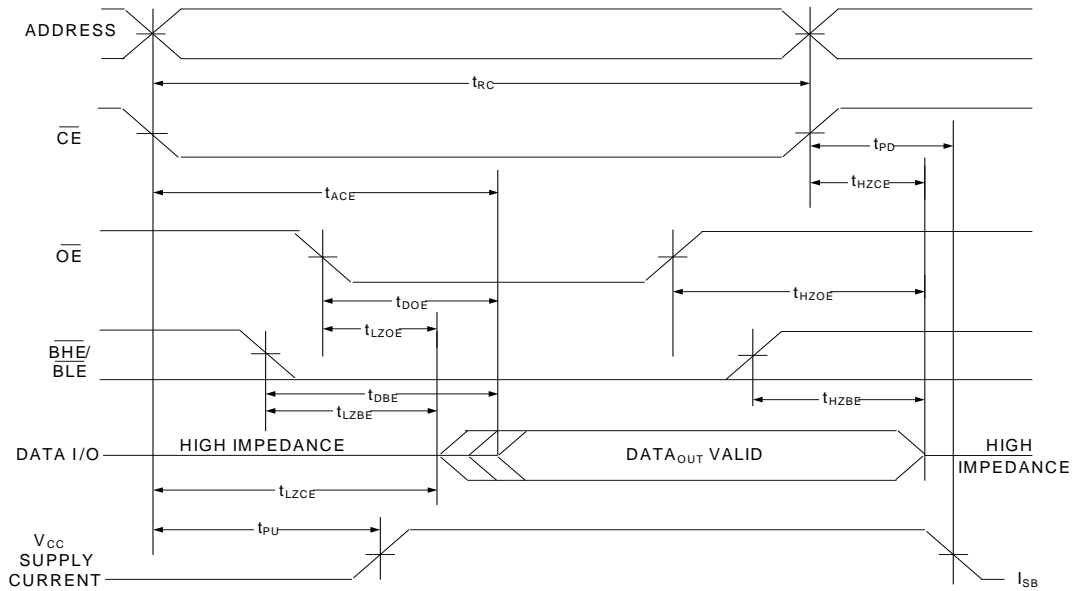 ADDRESS
tRC
CE
tPD
tHZCE
tACE
OE
tDOE
tHZOE
tLZOE
BHE/
BLE
tDBE
tHZBE
tLZBE
DATA I/O
HIGH IMPEDANCE
DATAOUT VALID
HIGH
IMPEDANCE
tLZCE
tPU
VCC
SUPPLY
CURRENT
ISB